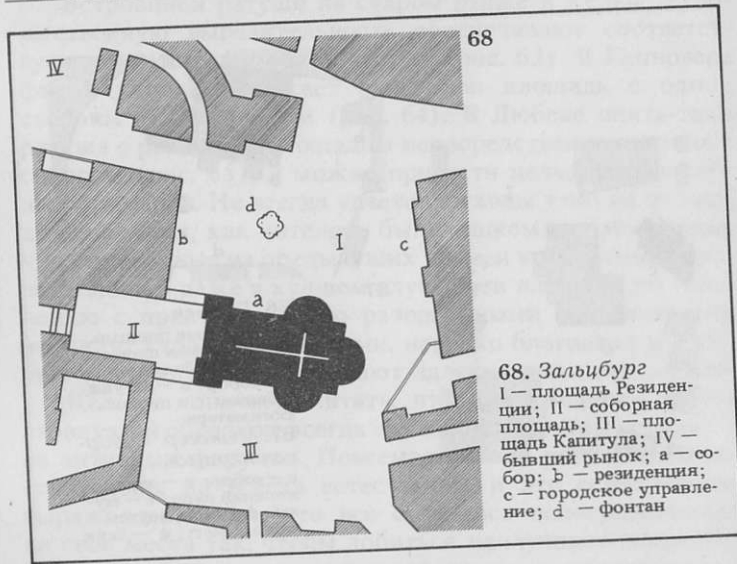 68
IV
d
I
b
c
a
II
III
68. Зальцбург
I — площадь Резиден-
ции; II — соборная
площадь; III — пло-
щадь Капитула; IV —
бывший рынок; a — со-
бор; b — резиденция;
c — городское управле-
ние; d — фонтан